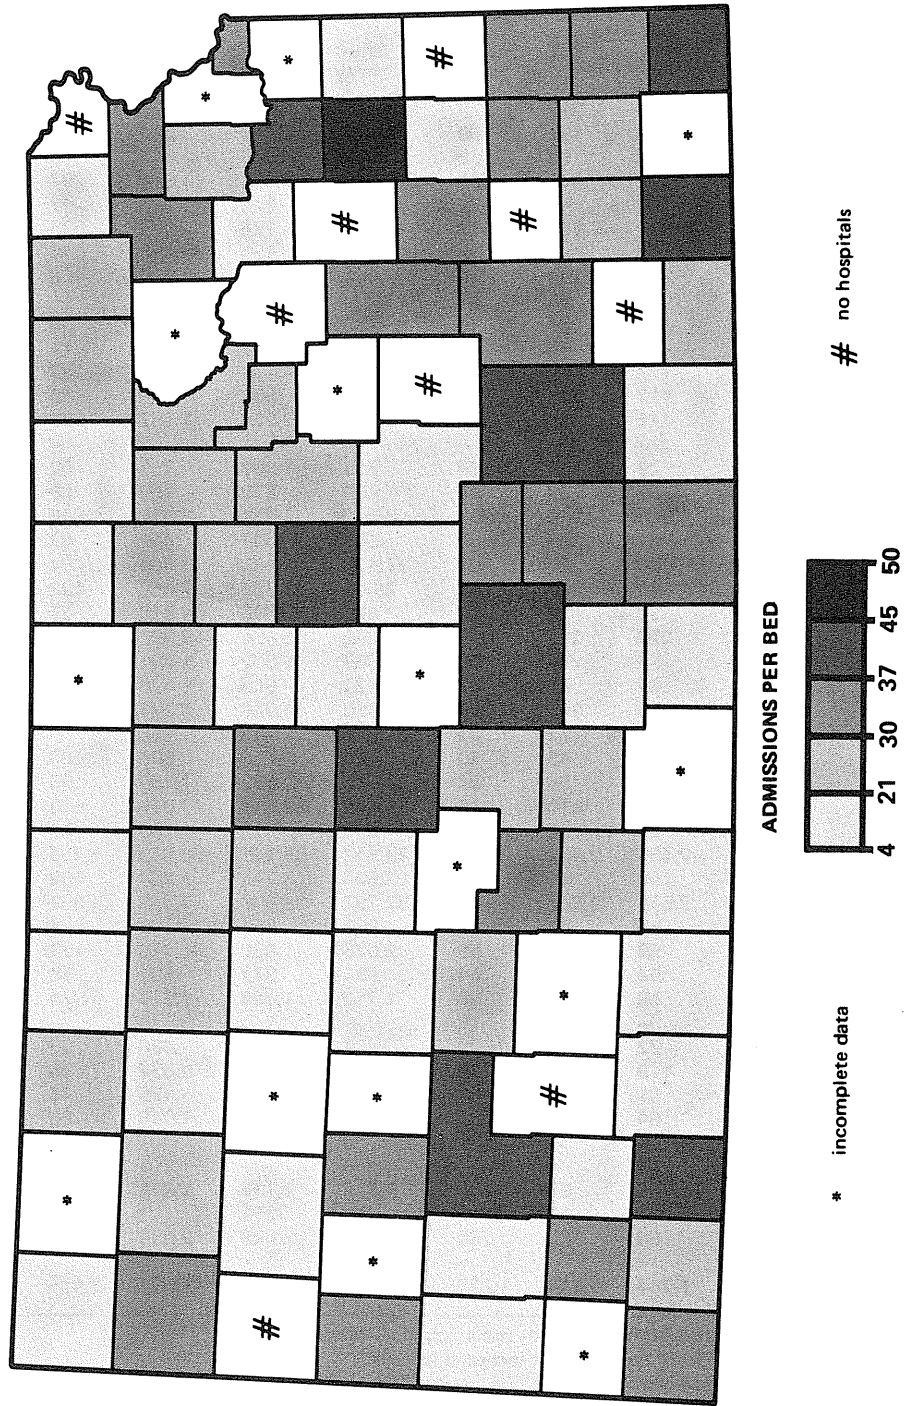 * * #
* *
# * # *
* #
* * * # #
* #
* # * #
* *
ADMISSIONS PER BED
4 21 30 37 45 50
* incomplete data
# no hospitals